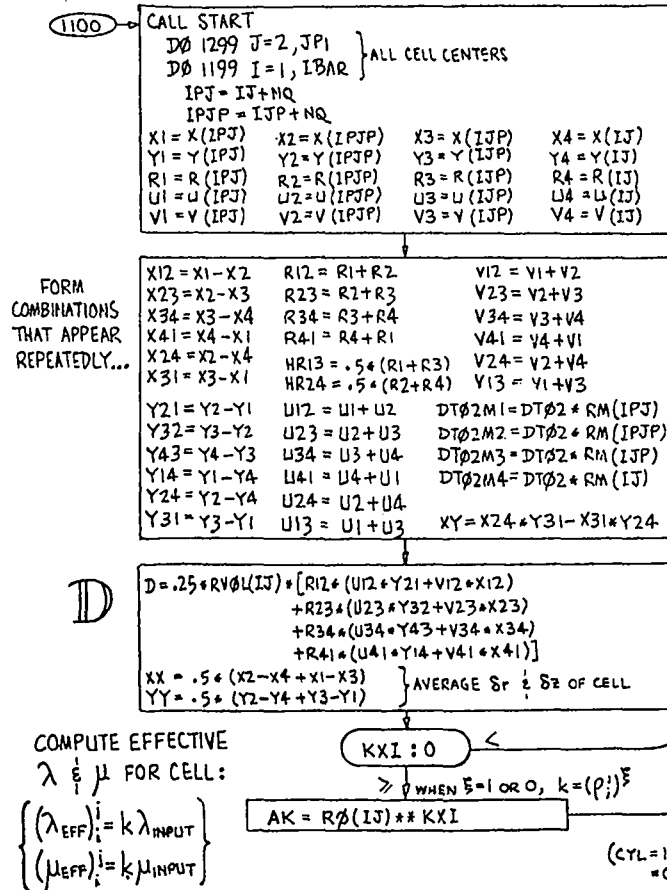 1100
CALL START
DØ 1299 J=2, JP1
DØ 1199 I=1, IBAR
ALL CELL CENTERS
IPJ = IJ+NQ
IPJP = IJP+NQ
X1 = X(IPJ) X2 = X(IPJP) X3 = X(IJP) X4 = X(IJ)
Y1 = Y(IPJ) Y2 = Y(IPJP) Y3 = Y(IJP) Y4 = Y(IJ)
R1 = R(IPJ) R2 = R(IPJP) R3 = R(IJP) R4 = R(IJ)
U1 = U(IPJ) U2 = U(IPJP) U3 = U(IJP) U4 = U(IJ)
V1 = V(IPJ) V2 = V(IPJP) V3 = V(IJP) V4 = V(IJ)
FORM
COMBINATIONS
THAT APPEAR
REPEATEDLY...
X12 = X1-X2 R12 = R1+R2 V12 = V1+V2
X23 = X2-X3 R23 = R2+R3 V23 = V2+V3
X34 = X3-X4 R34 = R3+R4 V34 = V3+V4
X41 = X4-X1 R41 = R4+R1 V41 = V4+V1
X24 = X2-X4 HR13 = .5*(R1+R3) V24 = V2+V4
X31 = X3-X1 HR24 = .5*(R2+R4) V13 = V1+V3
Y21 = Y2-Y1 U12 = U1+U2 DTØ2M1=DTØ2*RM(IPJ)
Y32 = Y3-Y2 U23 = U2+U3 DTØ2M2=DTØ2*RM(IPJP)
Y43 = Y4-Y3 U34 = U3+U4 DTØ2M3=DTØ2*RM(IJP)
Y14 = Y1-Y4 U41 = U4+U1 DTØ2M4=DTØ2*RM(IJ)
Y24 = Y2-Y4 U24 = U2+U4
Y31 = Y3-Y1 U13 = U1+U3 XY=X24*Y31-X31*Y24
D
D=.25*RVØL(IJ)*[R12*(U12*Y21+V12*X12)
+R23*(U23*Y32+V23*X23)
+R34*(U34*Y43+V34*X34)
+R41*(U41*Y14+V41*X41)]
XX = .5*(X2-X4+X1-X3)
YY = .5*(Y2-Y4+Y3-Y1)
AVERAGE δr & δz OF CELL
COMPUTE EFFECTIVE
λ & μ FOR CELL:
KXI : 0 <
≥ WHEN ξ=1 OR 0, k=(ρᵢʲ)^ξ
(λEFF)ᵢʲ = k λINPUT
(μEFF)ᵢʲ = k μINPUT
AK = RØ(IJ)** KXI
(CYL=1